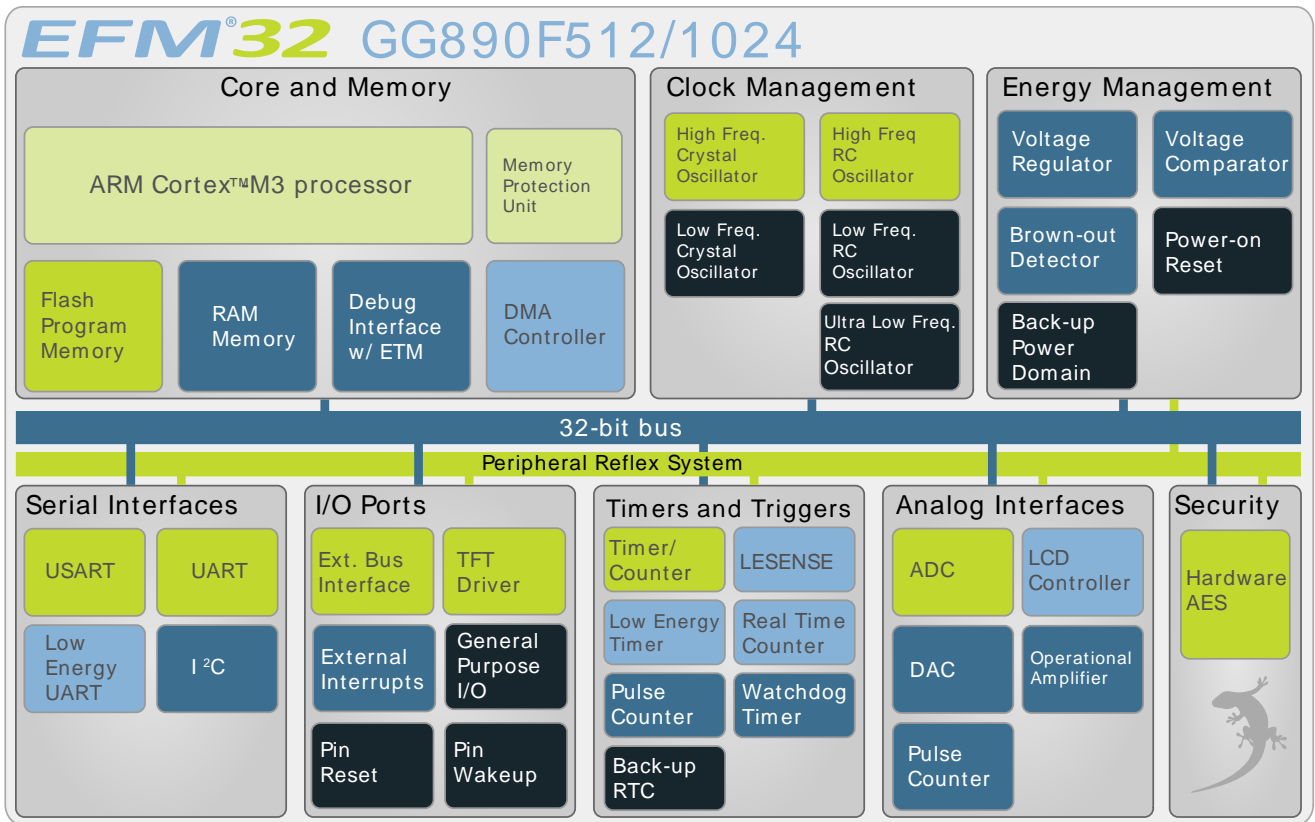 EFM®32 GG890F512/1024
Core and Memory
ARM Cortex™M3 processor
Memory
Protection
Unit
Flash
Program
Memory
RAM
Memory
Debug
Interface
w/ ETM
DMA
Controller
Clock Management
High Freq.
Crystal
Oscillator
High Freq
RC
Oscillator
Low Freq.
Crystal
Oscillator
Low Freq.
RC
Oscillator
Ultra Low Freq.
RC
Oscillator
Energy Management
Voltage
Regulator
Voltage
Comparator
Brown-out
Detector
Power-on
Reset
Back-up
Power
Domain
32-bit bus
Peripheral Reflex System
Serial Interfaces
USART
UART
Low
Energy
UART
I²C
I/O Ports
Ext. Bus
Interface
TFT
Driver
External
Interrupts
General
Purpose
I/O
Pin
Reset
Pin
Wakeup
Timers and Triggers
Timer/
Counter
LESENSE
Low Energy
Timer
Real Time
Counter
Pulse
Counter
Watchdog
Timer
Back-up
RTC
Analog Interfaces
ADC
LCD
Controller
DAC
Operational
Amplifier
Pulse
Counter
Security
Hardware
AES